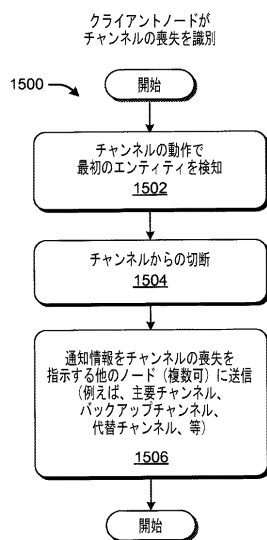 クライアントノードが
チャンネルの喪失を識別
1500
開始
チャンネルの動作で
最初のエンティティを検知
1502
チャンネルからの切断
1504
通知情報をチャンネルの喪失を
指示する他のノード（複数可）に送信
（例えば、主要チャンネル、
バックアップチャンネル、
代替チャンネル、等）
1506
開始